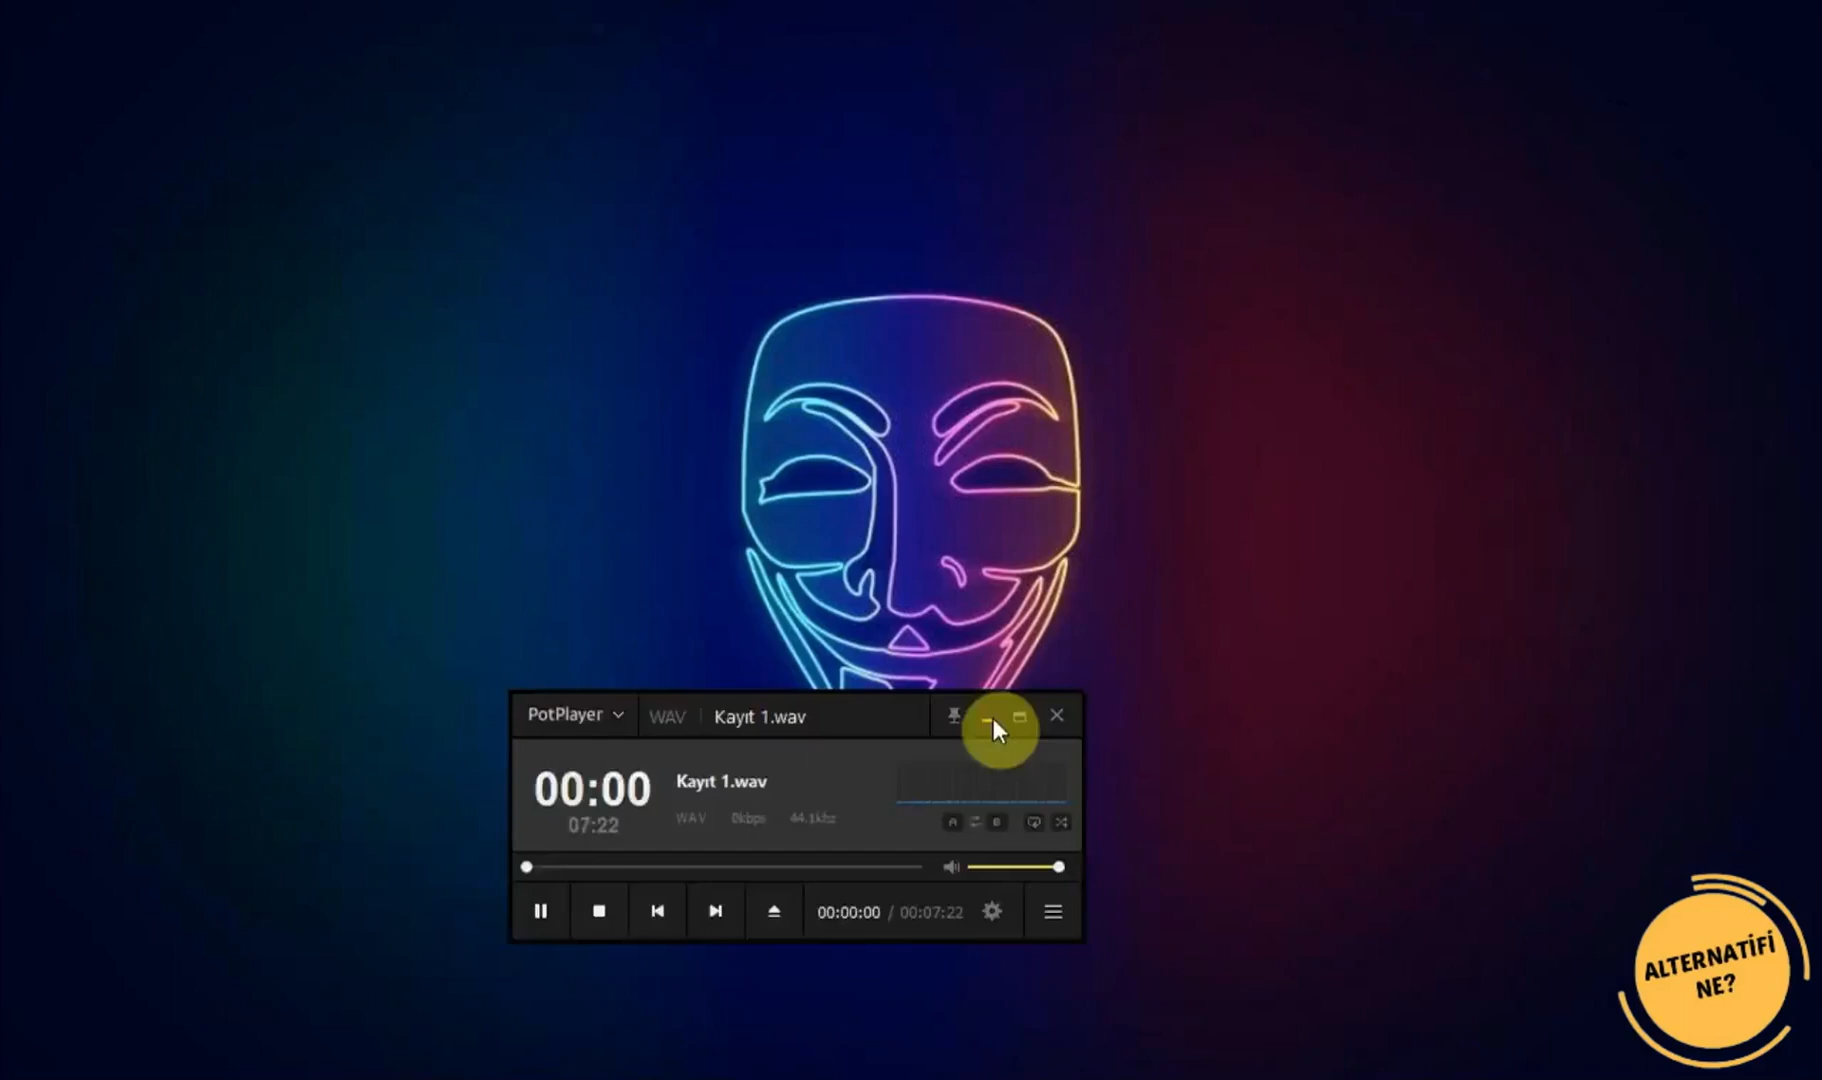 PotPlayer
WAV
Kayıt 1.wav
00:00
07:22
Kayıt 1.wav
WAV 0kbps 44.1khz
A
B
00:00:00 / 00:07:22
ALTERNATİFİ
NE?